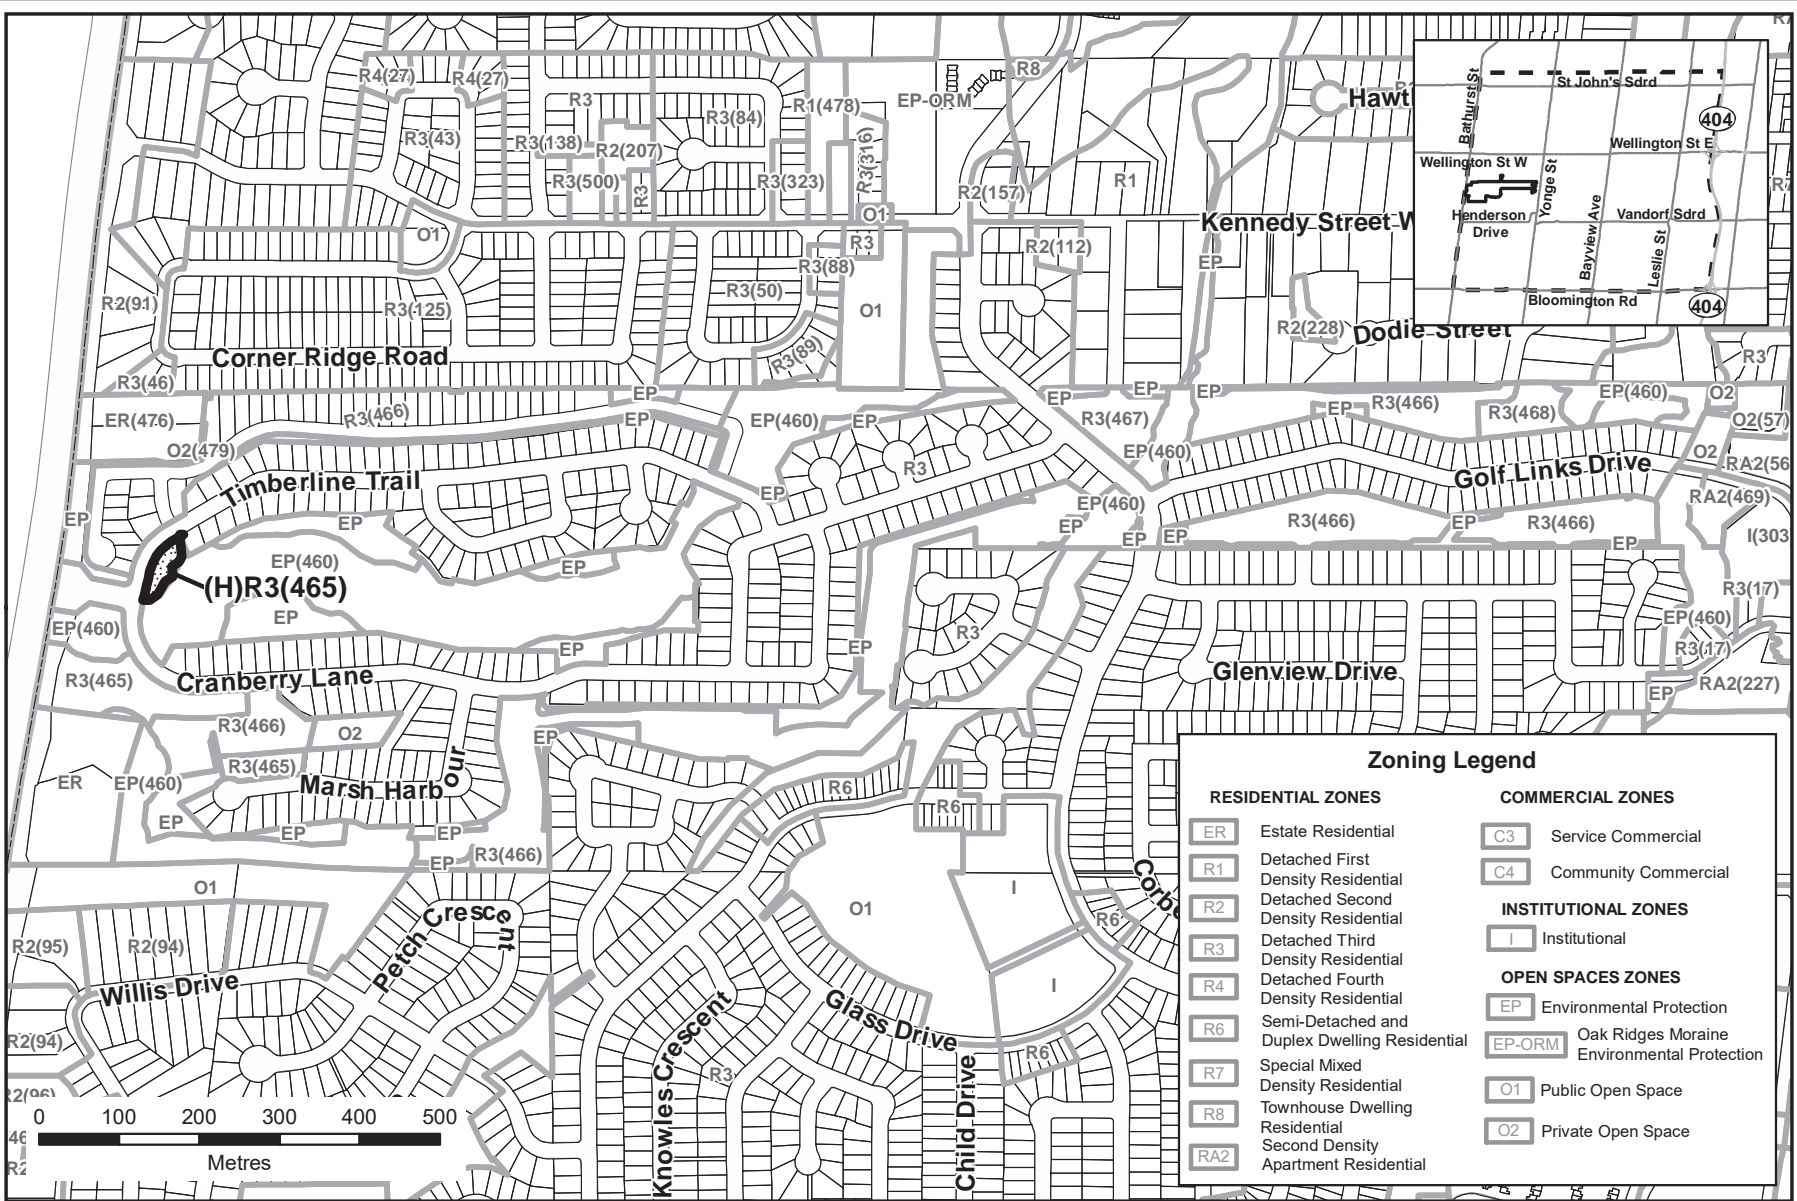 R4(27)
R4(27)
R8
R3
R1(478)
EP-ORM
R3(84)
Hawt
R3(43)
R3(138)
R2(207)
R3(316)
R3(500)
R3
R3(323)
R2(157)
R1
O1
Kennedy Street W
O1
R3
R2(112)
R3(88)
EP
R2(91)
R3(125)
R3(50)
O1
R2(228)
Dodie Street
Corner Ridge Road
R3(89)
R3
R3(46)
EP
EP
EP
EP
EP(460)
O2
ER(476)
R3(466)
EP
EP(460)
EP
R3(467)
EP
R3(466)
R3(468)
O2(57)
O2(479)
EP(460)
O2
RA2(56
Timberline Trail
R3
Golf Links Drive
EP
EP
EP
EP(460)
RA2(469)
EP
R3(466)
EP
R3(466)
I(303
EP
EP
EP
EP(460)
EP
(H)R3(465)
R3(17)
EP
EP(460)
R3
EP(460)
EP
EP
R3(17)
R3(465)
Cranberry Lane
Glenview Drive
RA2(227)
EP
R3(466)
O2
EP
R3(465)
ER
EP(460)
Marsh Harbour
R6
R6
EP
EP
EP
EP
R3(466)
O1
I
Corbe
O1
R6
Petch Crescent
R2(95)
R2(94)
Willis Drive
I
Glass Drive
R2(94)
R6
Knowles Crescent
R3
Child Drive
R2(96)
46
R2
0 100 200 300 400 500
Metres
Bathurst St
St John's Sdrd
404
Wellington St E
Wellington St W
Yonge St
Henderson
Drive
Bayview Ave
Leslie St
Vandorf Sdrd
Bloomington Rd
404
Zoning Legend
RESIDENTIAL ZONES
ER Estate Residential
R1 Detached First
Density Residential
R2 Detached Second
Density Residential
R3 Detached Third
Density Residential
R4 Detached Fourth
Density Residential
R6 Semi-Detached and
Duplex Dwelling Residential
R7 Special Mixed
Density Residential
R8 Townhouse Dwelling
Residential
RA2 Second Density
Apartment Residential
COMMERCIAL ZONES
C3 Service Commercial
C4 Community Commercial
INSTITUTIONAL ZONES
I Institutional
OPEN SPACES ZONES
EP Environmental Protection
EP-ORM Oak Ridges Moraine
Environmental Protection
O1 Public Open Space
O2 Private Open Space